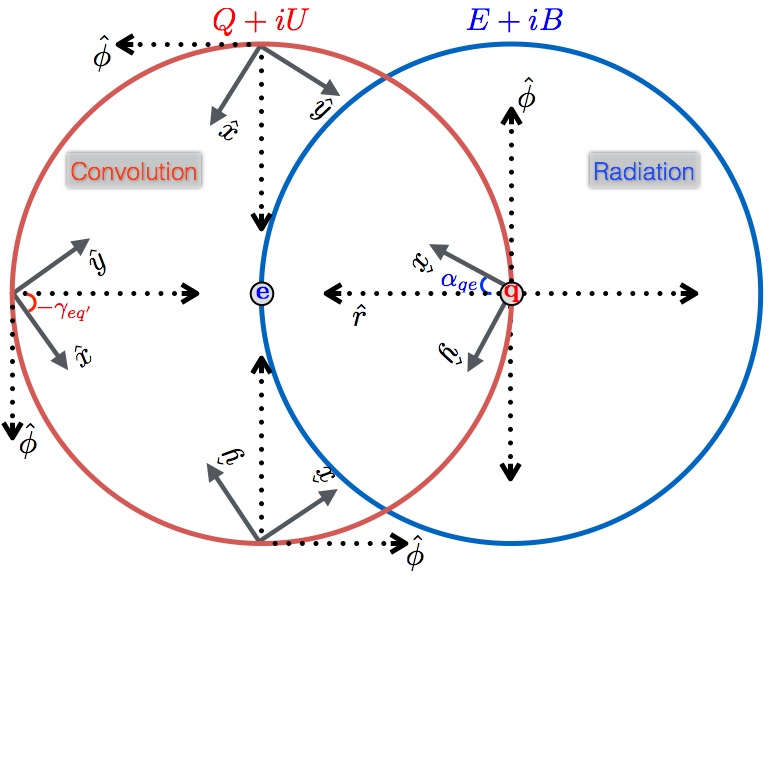 Q + iU
E + iB
ϕ̂
ŷ
x̂
ϕ̂
Convolution
Radiation
ŷ
x̂
e
α_qe
q
−γ_eq′
r̂
x̂
ŷ
ϕ̂
ŷ
x̂
ϕ̂